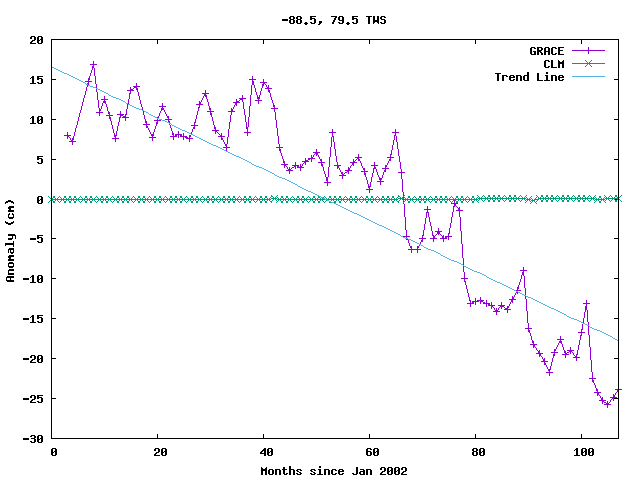 -88.5, 79.5 TWS
GRACE
CLM
Trend Line
20
15
10
5
0
-5
-10
-15
-20
-25
-30
Anomaly (cm)
0 20 40 60 80 100
Months since Jan 2002